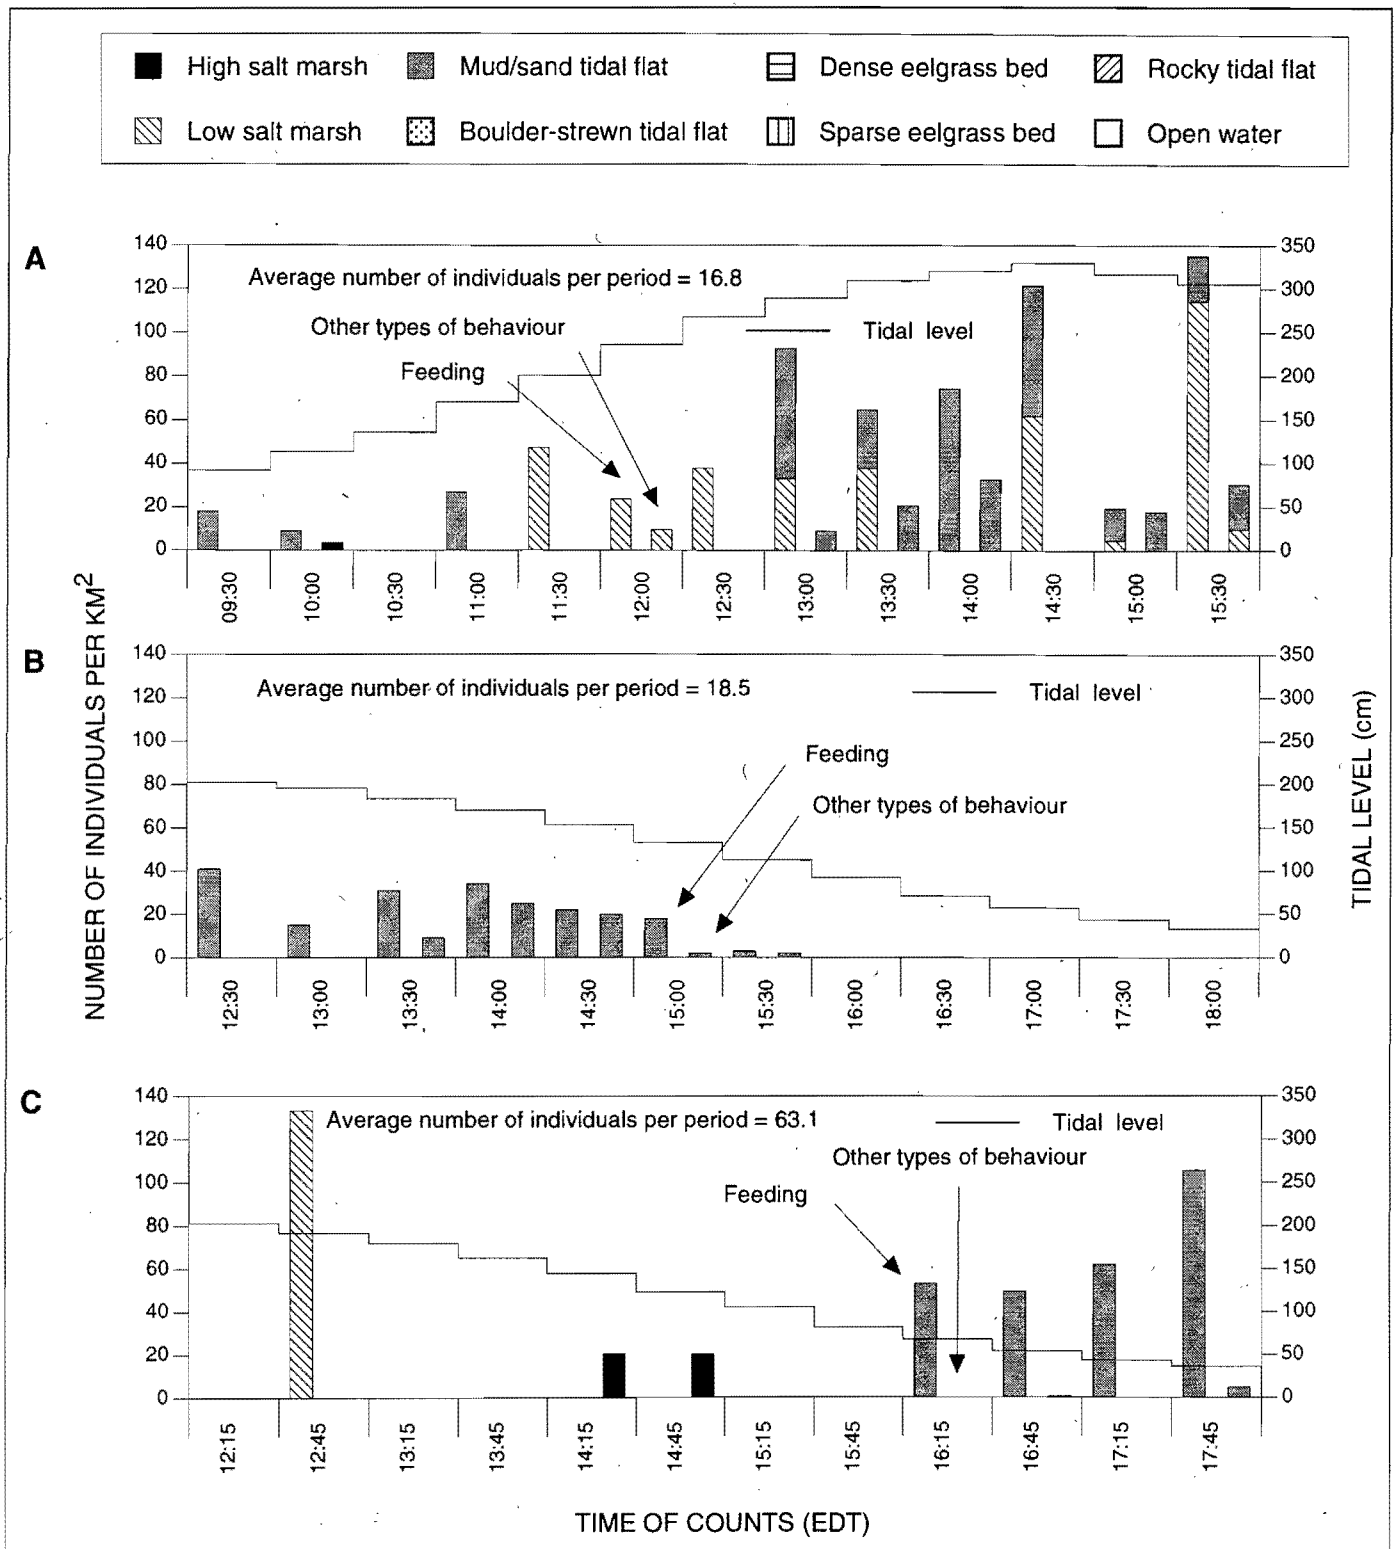 High salt marsh Mud/sand tidal flat Dense eelgrass bed Rocky tidal flat
Low salt marsh Boulder-strewn tidal flat Sparse eelgrass bed Open water
A
140 120 100 80 60 40 20 0
Average number of individuals per period = 16.8
Other types of behaviour
Tidal level
Feeding
350 300 250 200 150 100 50 0
09:30 10:00 10:30 11:00 11:30 12:00 12:30 13:00 13:30 14:00 14:30 15:00 15:30
NUMBER OF INDIVIDUALS PER KM2
B
140 120 100 80 60 40 20 0
Average number of individuals per period = 18.5
Tidal level
Feeding
Other types of behaviour
350 300 250 200 150 100 50 0
TIDAL LEVEL (cm)
12:30 13:00 13:30 14:00 14:30 15:00 15:30 16:00 16:30 17:00 17:30 18:00
C
140 120 100 80 60 40 20 0
Average number of individuals per period = 63.1
Tidal level
Other types of behaviour
Feeding
350 300 250 200 150 100 50 0
12:15 12:45 13:15 13:45 14:15 14:45 15:15 15:45 16:15 16:45 17:15 17:45
TIME OF COUNTS (EDT)